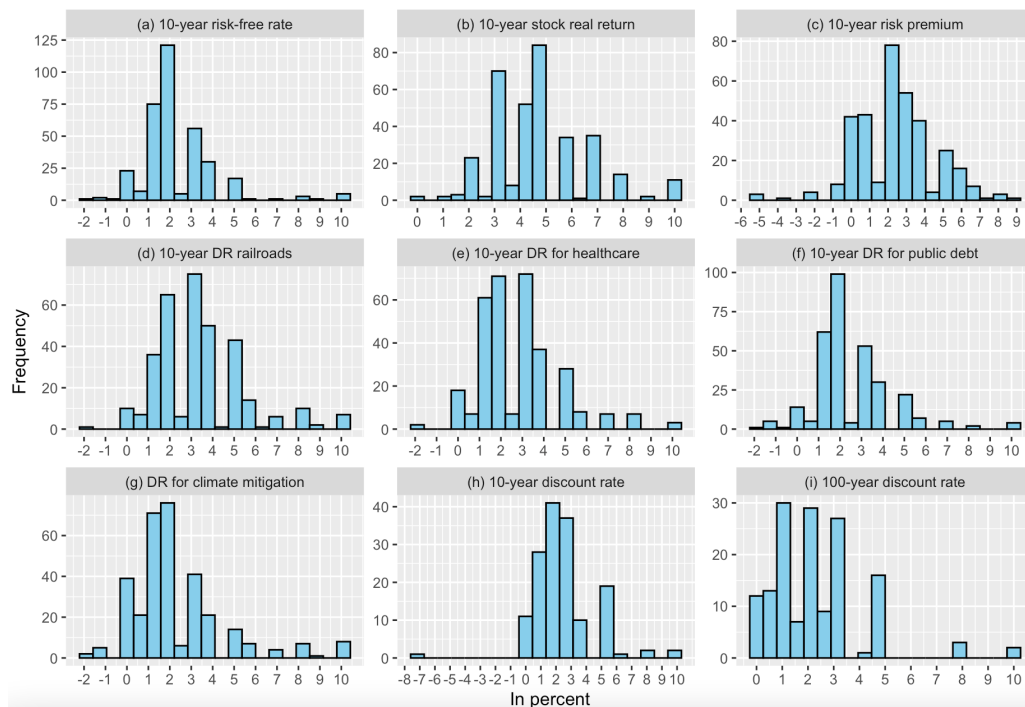 (a) 10-year risk-free rate
125
100
75
50
25
0
-2 -1 0 1 2 3 4 5 6 7 8 9 10
(b) 10-year stock real return
80
60
40
20
0
0 1 2 3 4 5 6 7 8 9 10
(c) 10-year risk premium
80
60
40
20
0
-6 -5 -4 -3 -2 -1 0 1 2 3 4 5 6 7 8 9
Frequency
(d) 10-year DR railroads
60
40
20
0
-2 -1 0 1 2 3 4 5 6 7 8 9 10
(e) 10-year DR for healthcare
60
40
20
0
-2 -1 0 1 2 3 4 5 6 7 8 9 10
(f) 10-year DR for public debt
100
75
50
25
0
-2 -1 0 1 2 3 4 5 6 7 8 9 10
(g) DR for climate mitigation
60
40
20
0
-2 -1 0 1 2 3 4 5 6 7 8 9 10
(h) 10-year discount rate
40
30
20
10
0
-8 -7 -6 -5 -5 -4 -3 -2 -1 0 1 2 3 4 5 6 7 8 9 10
(i) 100-year discount rate
30
20
10
0
0 1 2 3 4 5 6 7 8 9 10
In percent